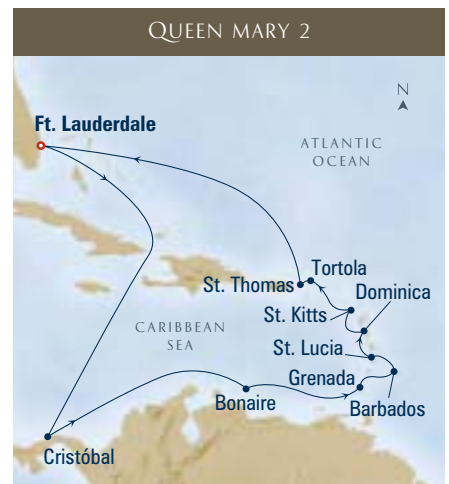 QUEEN MARY 2
N
Ft. Lauderdale
ATLANTIC
OCEAN
Tortola
St. Thomas
Dominica
St. Kitts
CARIBBEAN
SEA
St. Lucia
Grenada
Bonaire
Barbados
Cristóbal